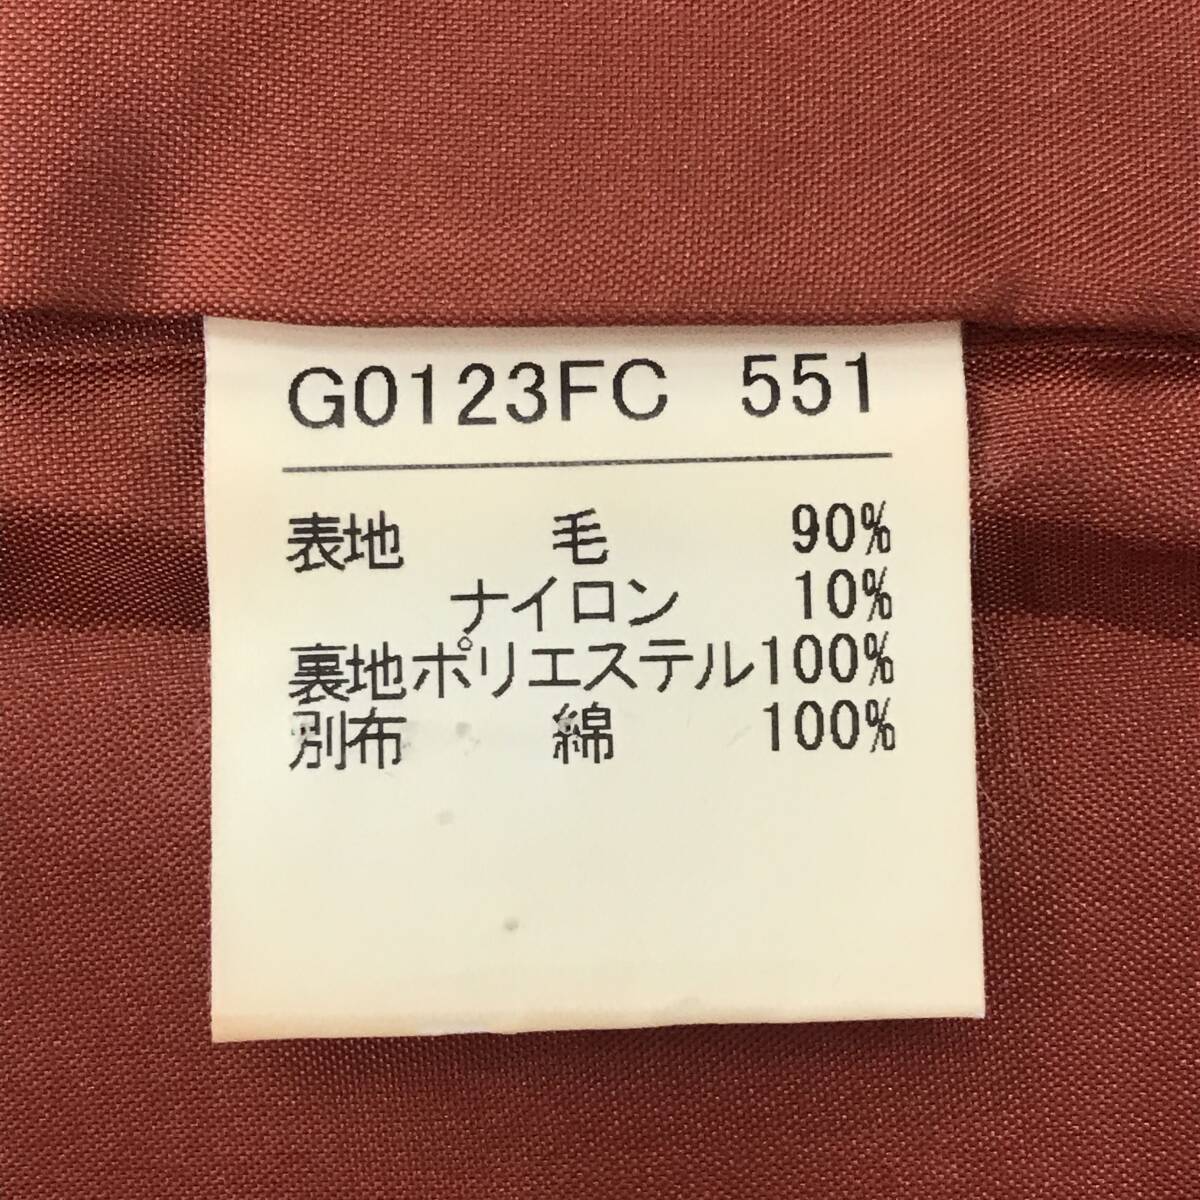 G0123FC 551
表地 毛 90%
ナイロン 10%
裏地ポリエステル100%
別布 綿 100%